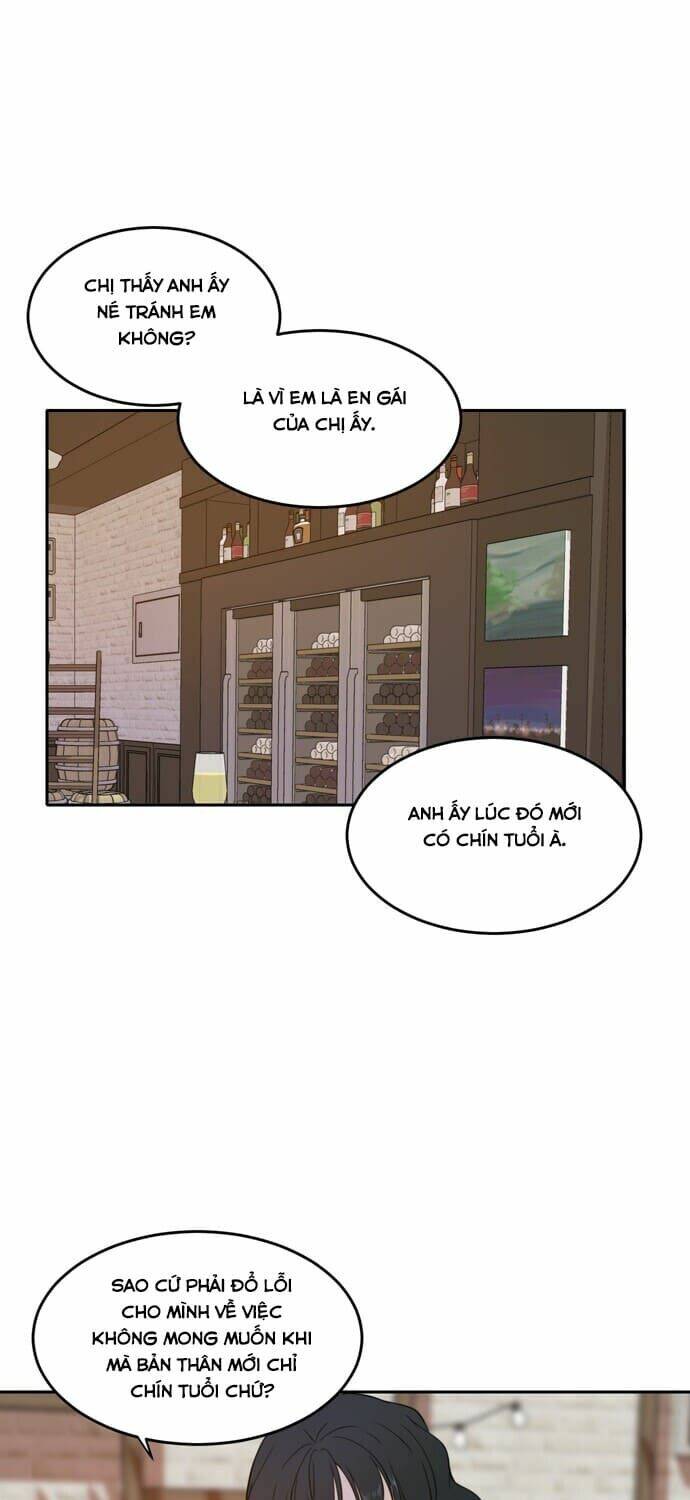 CHỊ THẤY ANH ẤY
NÉ TRÁNH EM
KHÔNG?
LÀ VÌ EM LÀ EN GÁI
CỦA CHỊ ẤY.
ANH ẤY LÚC ĐÓ MỚI
CÓ CHÍN TUỔI À.
SAO CỨ PHẢI ĐỔ LỖI
CHO MÌNH VỀ VIỆC
KHÔNG MONG MUỐN KHI
MÀ BẢN THÂN MỚI CHỈ
CHÍN TUỔI CHỨ?